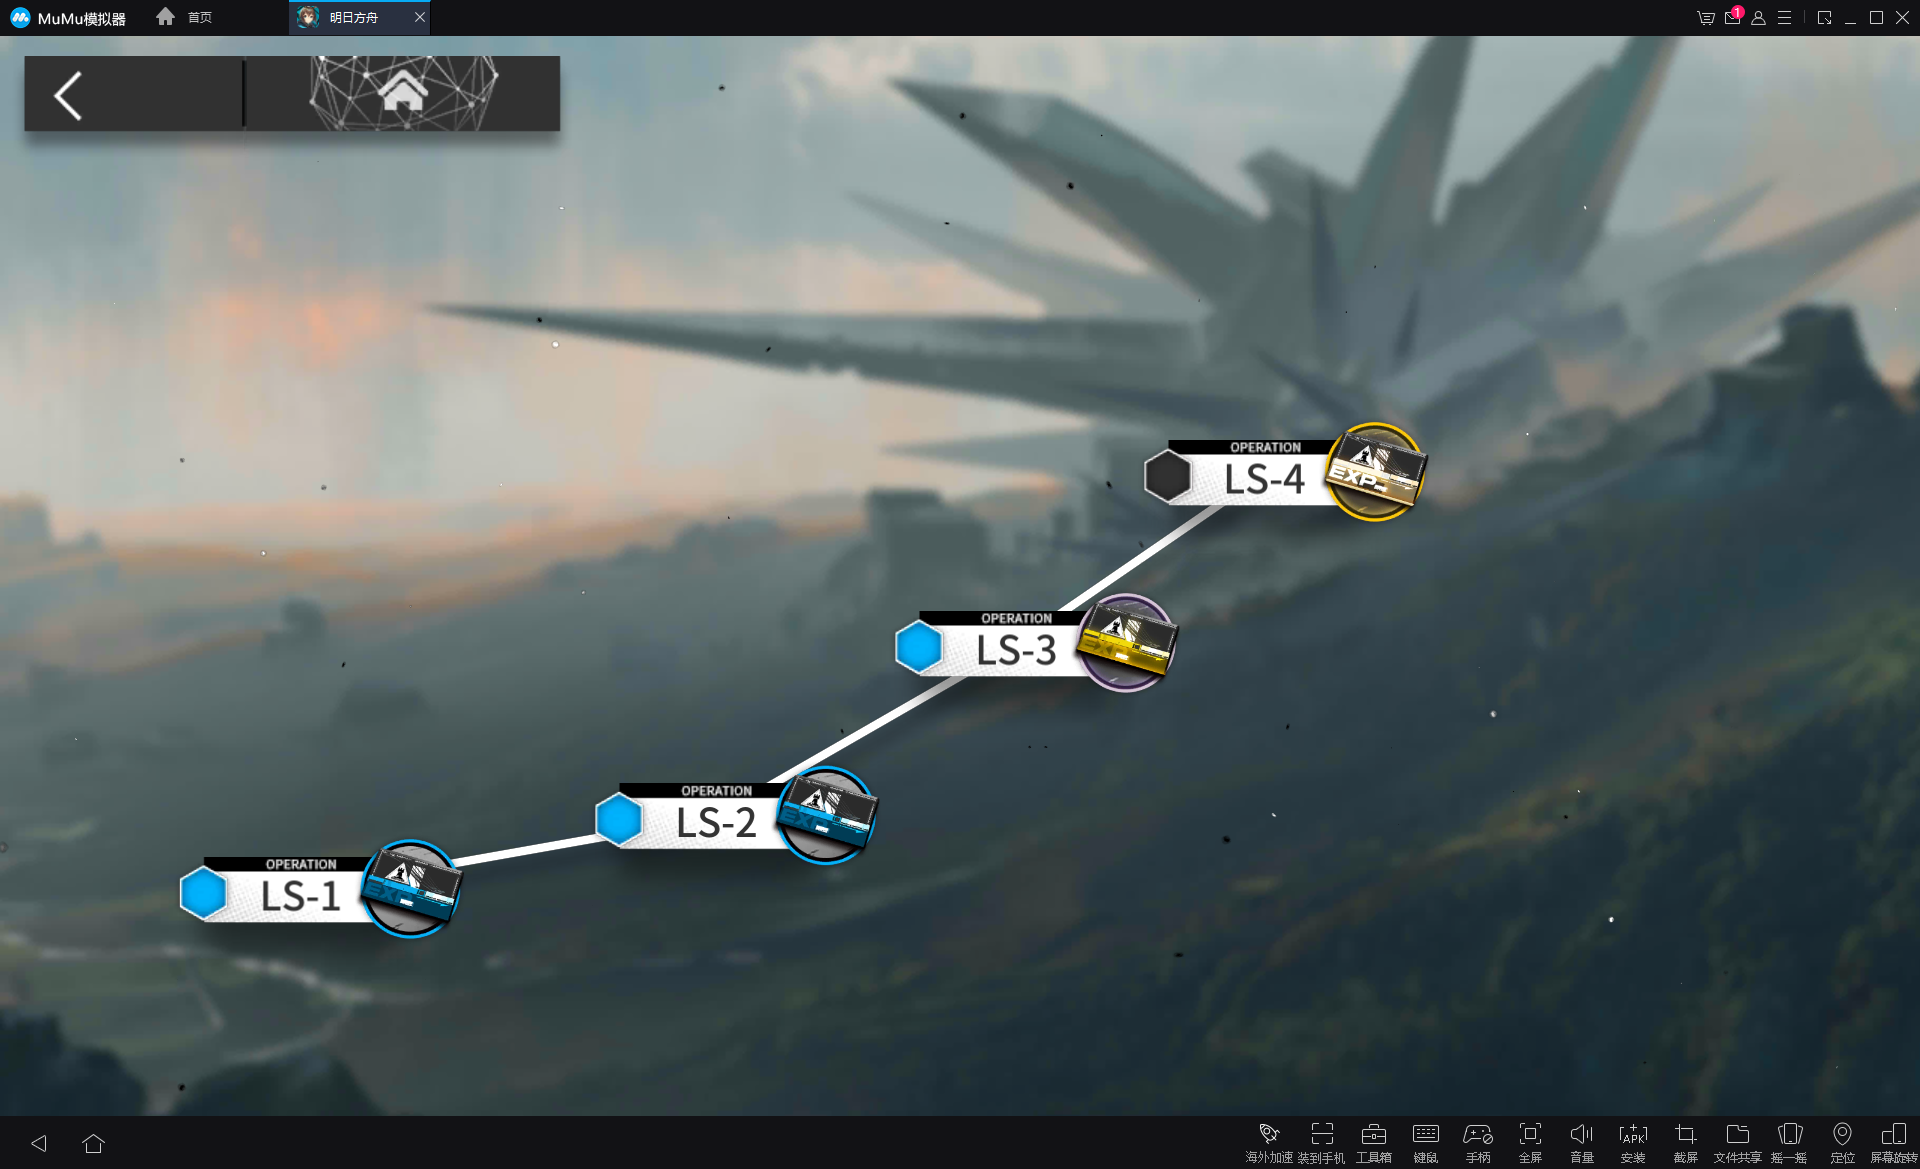 MuMu模拟器 首页 明日方舟 1
OPERATION
LS-4
EXP
OPERATION
LS-3
OPERATION
LS-2
EXP
OPERATION
LS-1
EXP
海外加速 装到手机 工具箱 键鼠 手柄 全屏 音量 APK 安装 截屏 文件共享 摇一摇 定位 屏幕旋转